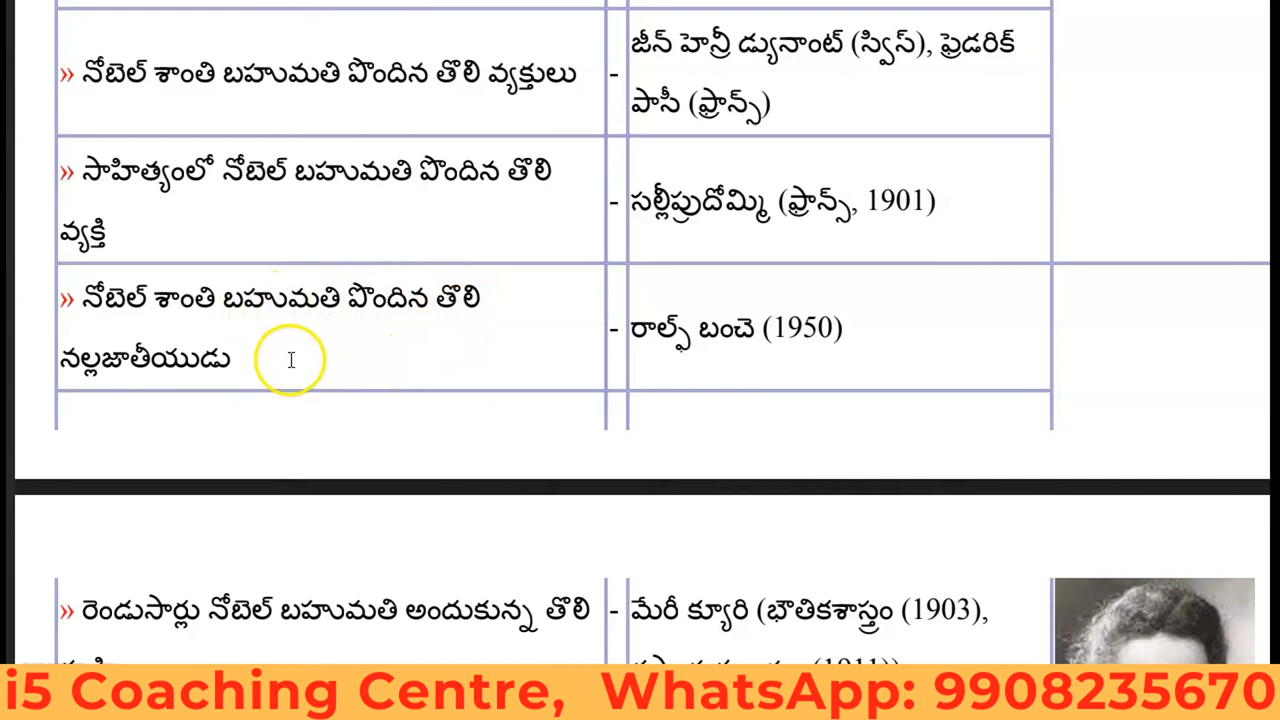 » నోబెల్ శాంతి బహుమతి పొందిన తొలి వ్యక్తులు - జీన్ హెన్రీ డ్యునాంట్ (స్విస్), ఫ్రెడరిక్
పాసీ (ఫ్రాన్స్)
» సాహిత్యంలో నోబెల్ బహుమతి పొందిన తొలి
వ్యక్తి - సల్లీప్రుదోమ్మి (ఫ్రాన్స్, 1901)
» నోబెల్ శాంతి బహుమతి పొందిన తొలి
నల్లజాతీయుడు - రాల్ఫ్ బంచె (1950)
» రెండుసార్లు నోబెల్ బహుమతి అందుకున్న తొలి - మేరీ క్యూరి (భౌతికశాస్త్రం (1903),
i5 Coaching Centre, WhatsApp: 9908235670